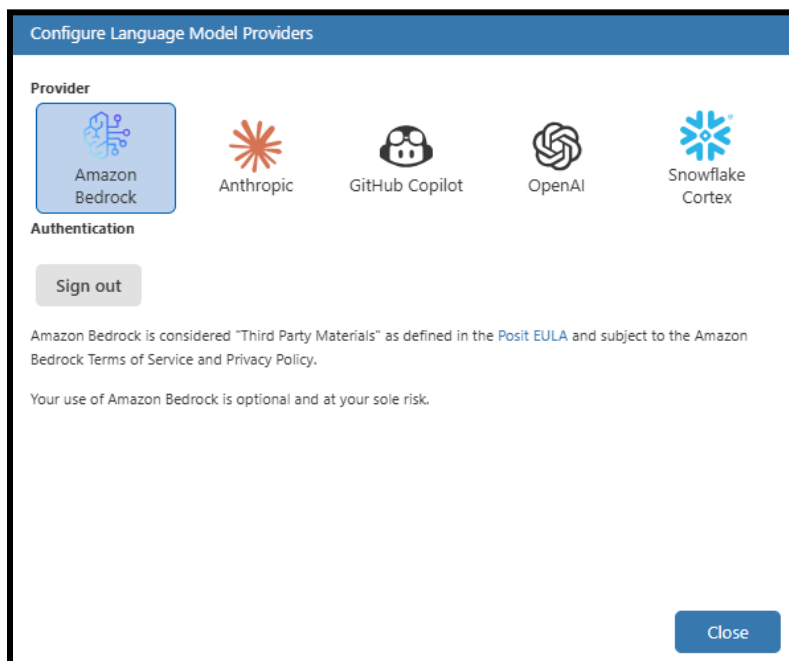 Configure Language Model Providers
Provider
Amazon
Bedrock
Anthropic
GitHub Copilot
OpenAI
Snowflake
Cortex
Authentication
Sign out
Amazon Bedrock is considered "Third Party Materials" as defined in the Posit EULA and subject to the Amazon
Bedrock Terms of Service and Privacy Policy.
Your use of Amazon Bedrock is optional and at your sole risk.
Close